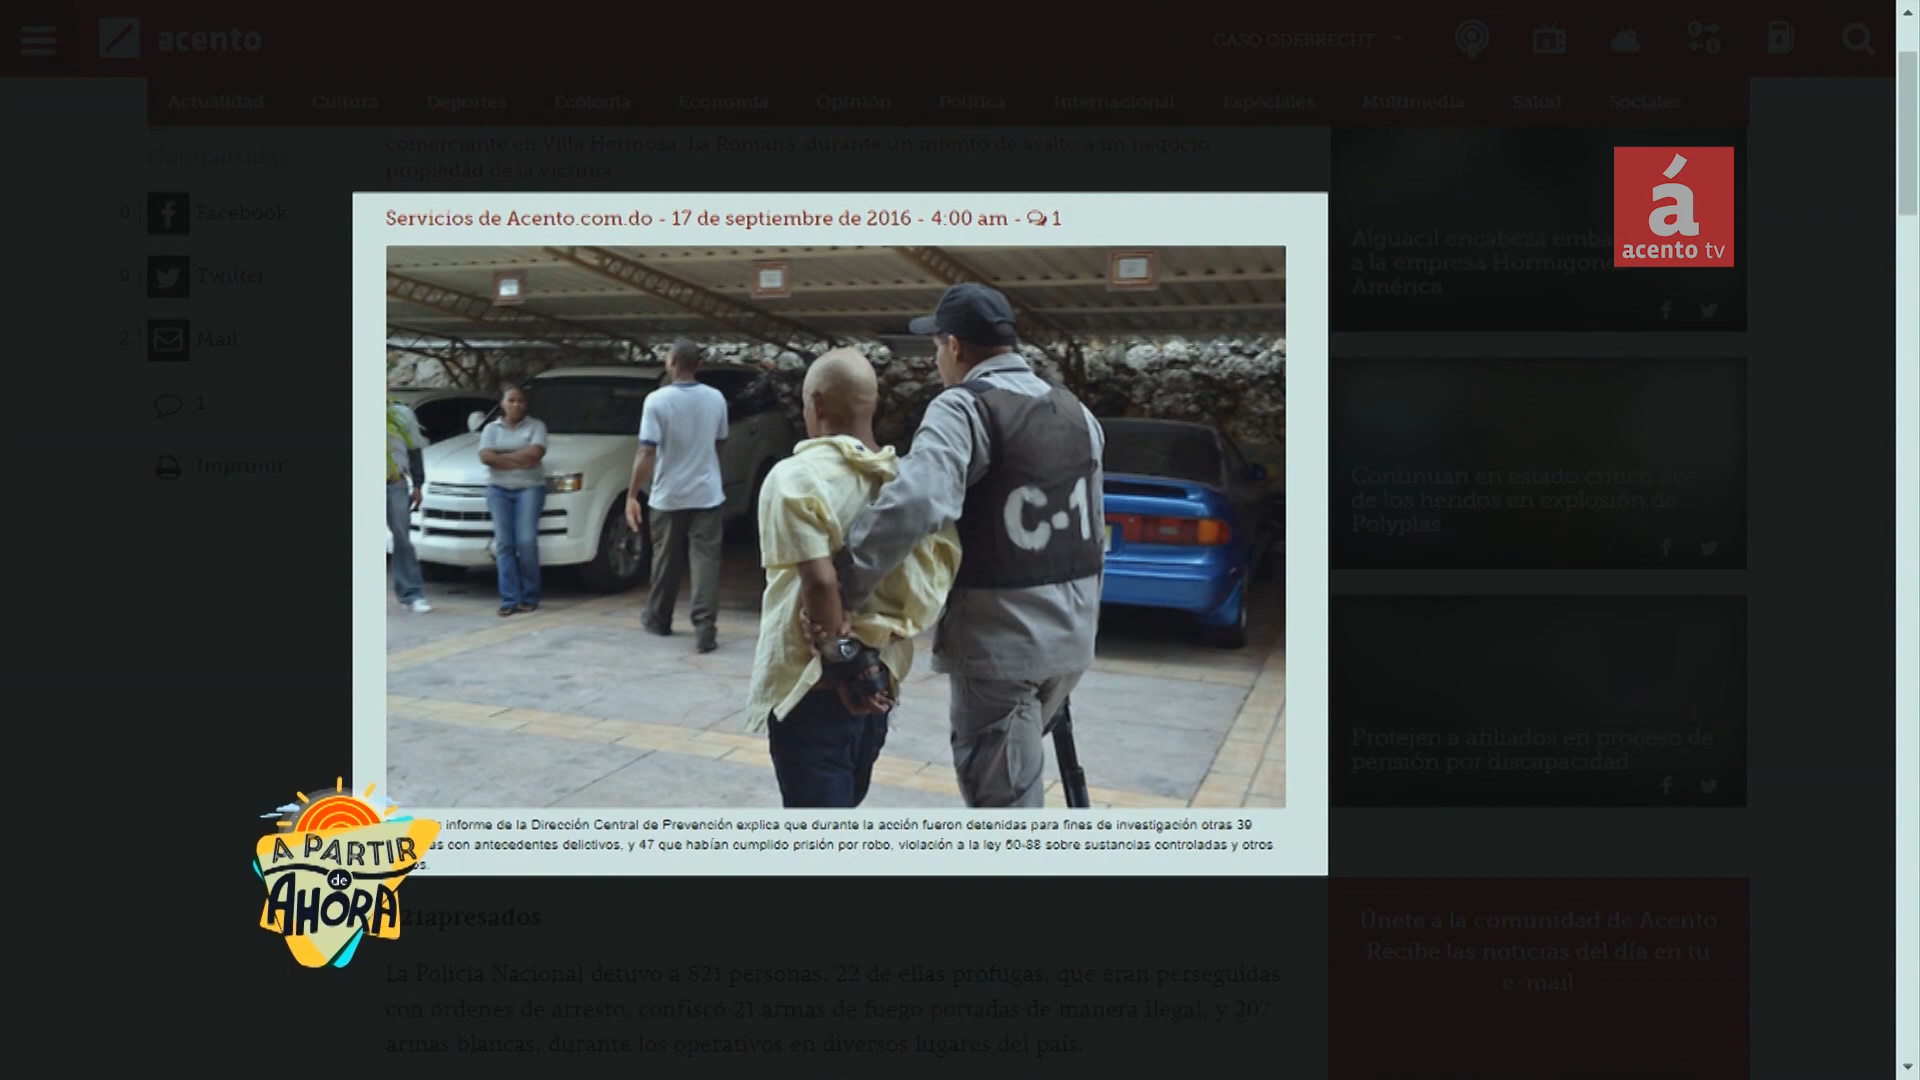 acento
CASO ODEBRECHT
Actualidad Cultura Deportes Ecología Economía Opinión Política Internacional Especiales Multimedia Salud Sociales
Compartidas
comerciante en Villa Hermosa, La Romana, durante un intento de asalto a un negocio
propiedad de la víctima.
0 Facebook
0 Twitter
2 Mail
1
Imprimir
Servicios de Acento.com.do - 17 de septiembre de 2016 - 4:00 am - 1
C-1
informe de la Dirección Central de Prevención explica que durante la acción fueron detenidas para fines de investigación otras 39
con antecedentes delictivos, y 47 que habían cumplido prisión por robo, violación a la ley 50-88 sobre sustancias controladas y otros
A PARTIR
de
AHORA
21apresados
La Policía Nacional detuvo a 821 personas, 22 de ellas prófugas, que eran perseguidas
con órdenes de arresto, confiscó 21 armas de fuego portadas de manera ilegal, y 307
armas blancas, durante los operativos en diversos lugares del país.
á
acento tv
Alguacil encabeza
a la empresa
América
Continúan en estado crítico
de los heridos en explosión de
Polyplas
Protejen a afiliados en proceso de
pensión por discapacidad
Únete a la comunidad de Acento
Recibe las noticias del día en tu
e-mail